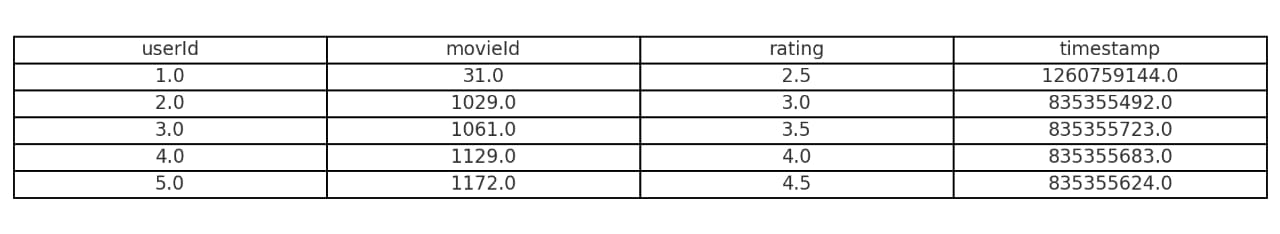 userId movieId rating timestamp
1.0 31.0 2.5 1260759144.0
2.0 1029.0 3.0 835355492.0
3.0 1061.0 3.5 835355723.0
4.0 1129.0 4.0 835355683.0
5.0 1172.0 4.5 835355624.0